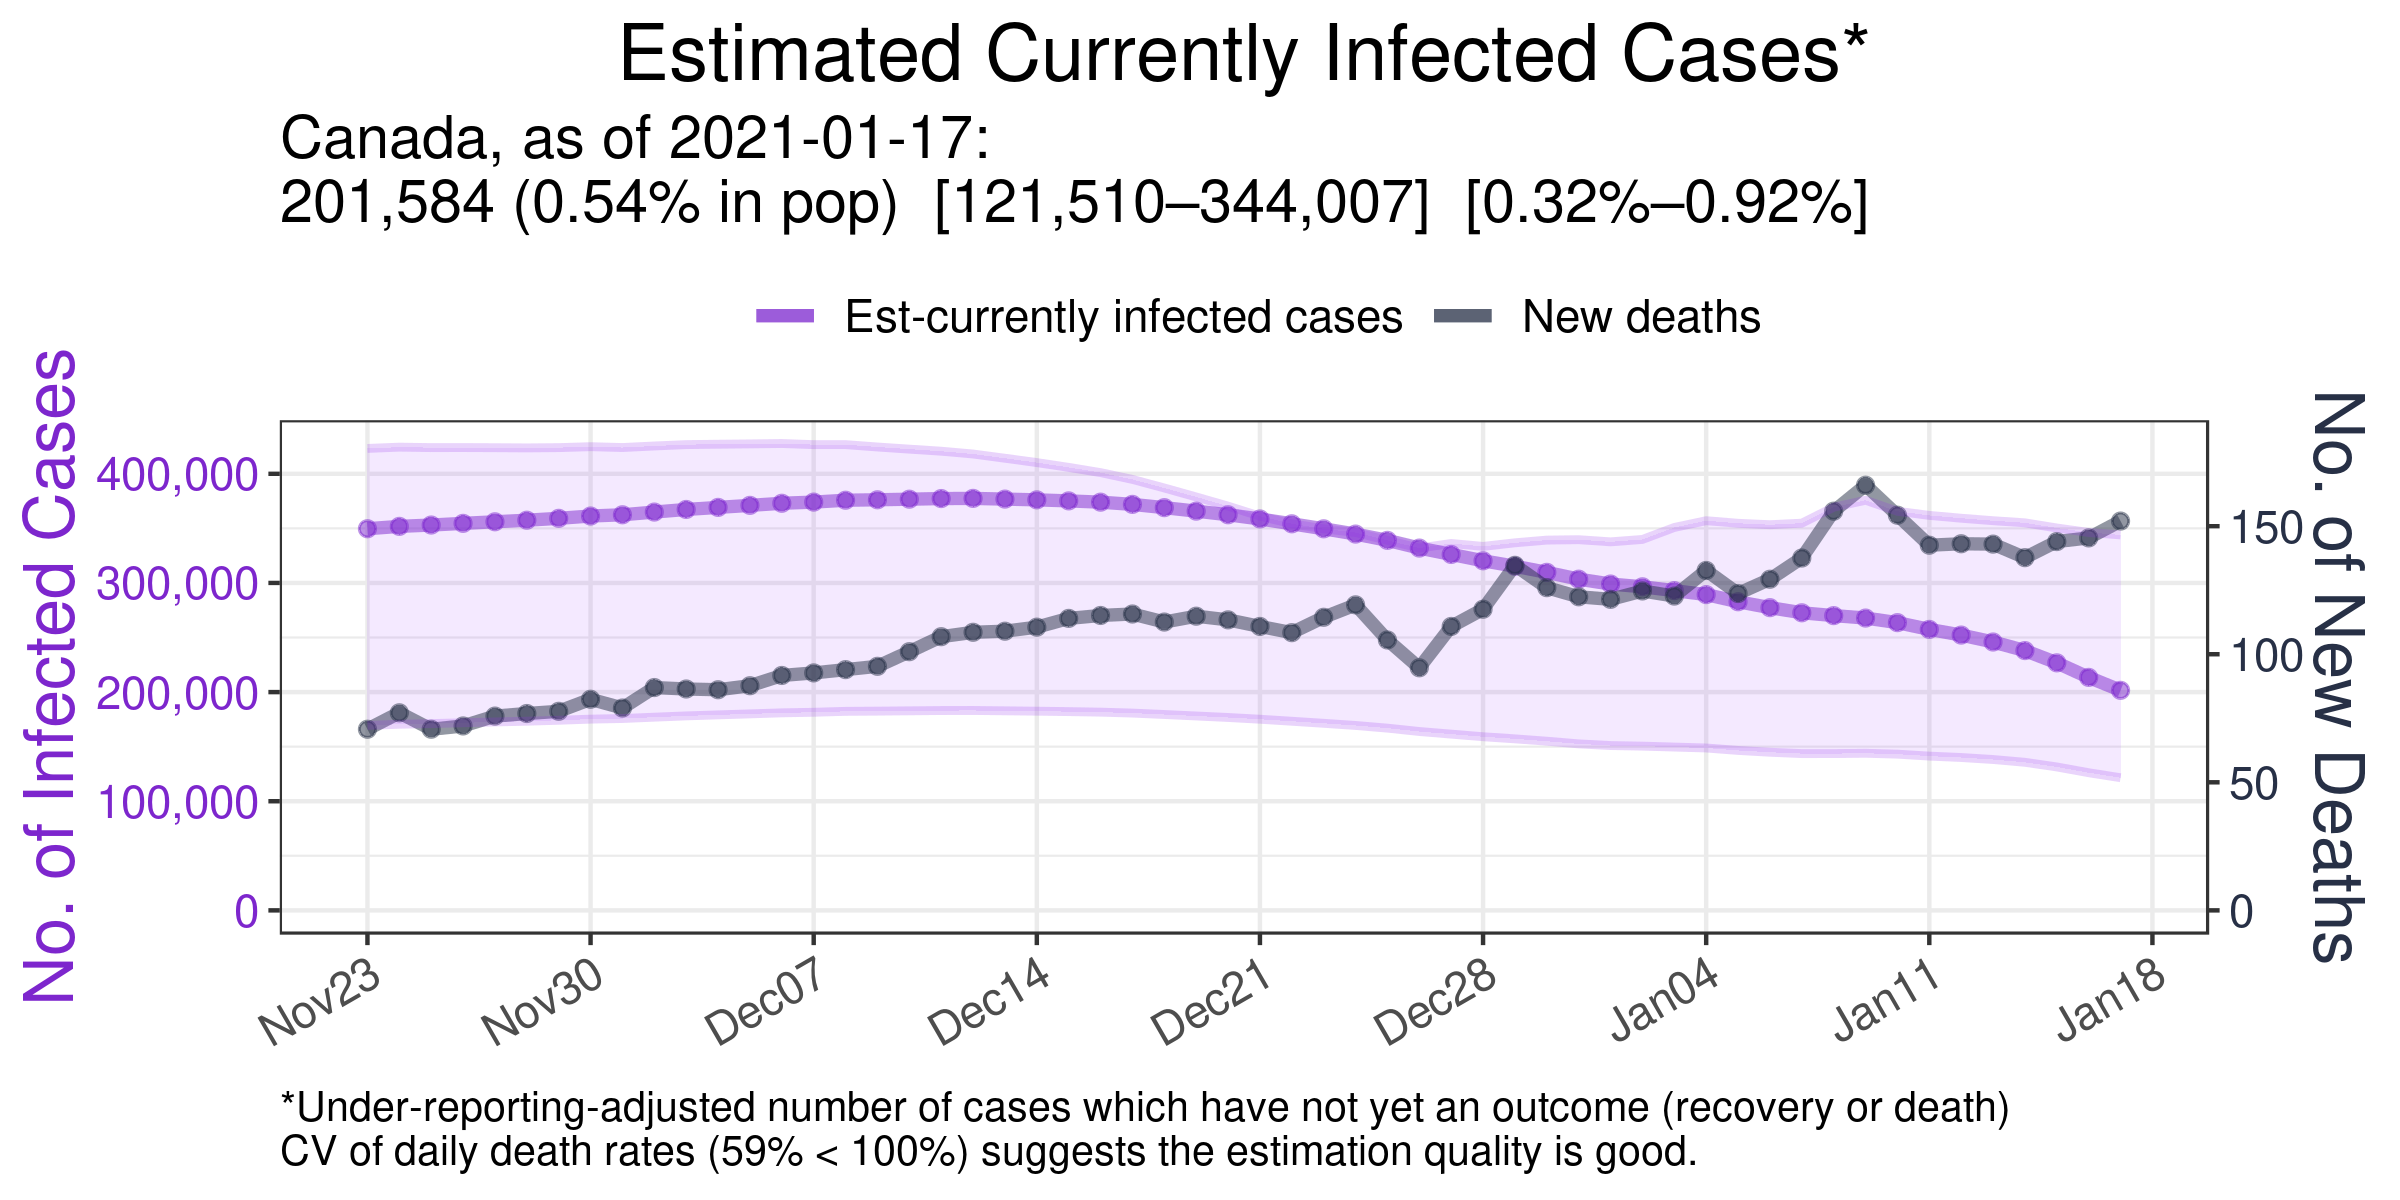 Estimated Currently Infected Cases*
Canada, as of 2021-01-17:
201,584 (0.54% in pop) [121,510–344,007] [0.32%–0.92%]
Est-currently infected cases
New deaths
No. of Infected Cases
400,000
300,000
200,000
100,000
0
150
100
50
0
No. of New Deaths
Nov23
Nov30
Dec07
Dec14
Dec21
Dec28
Jan04
Jan11
Jan18
*Under-reporting-adjusted number of cases which have not yet an outcome (recovery or death)
CV of daily death rates (59% < 100%) suggests the estimation quality is good.